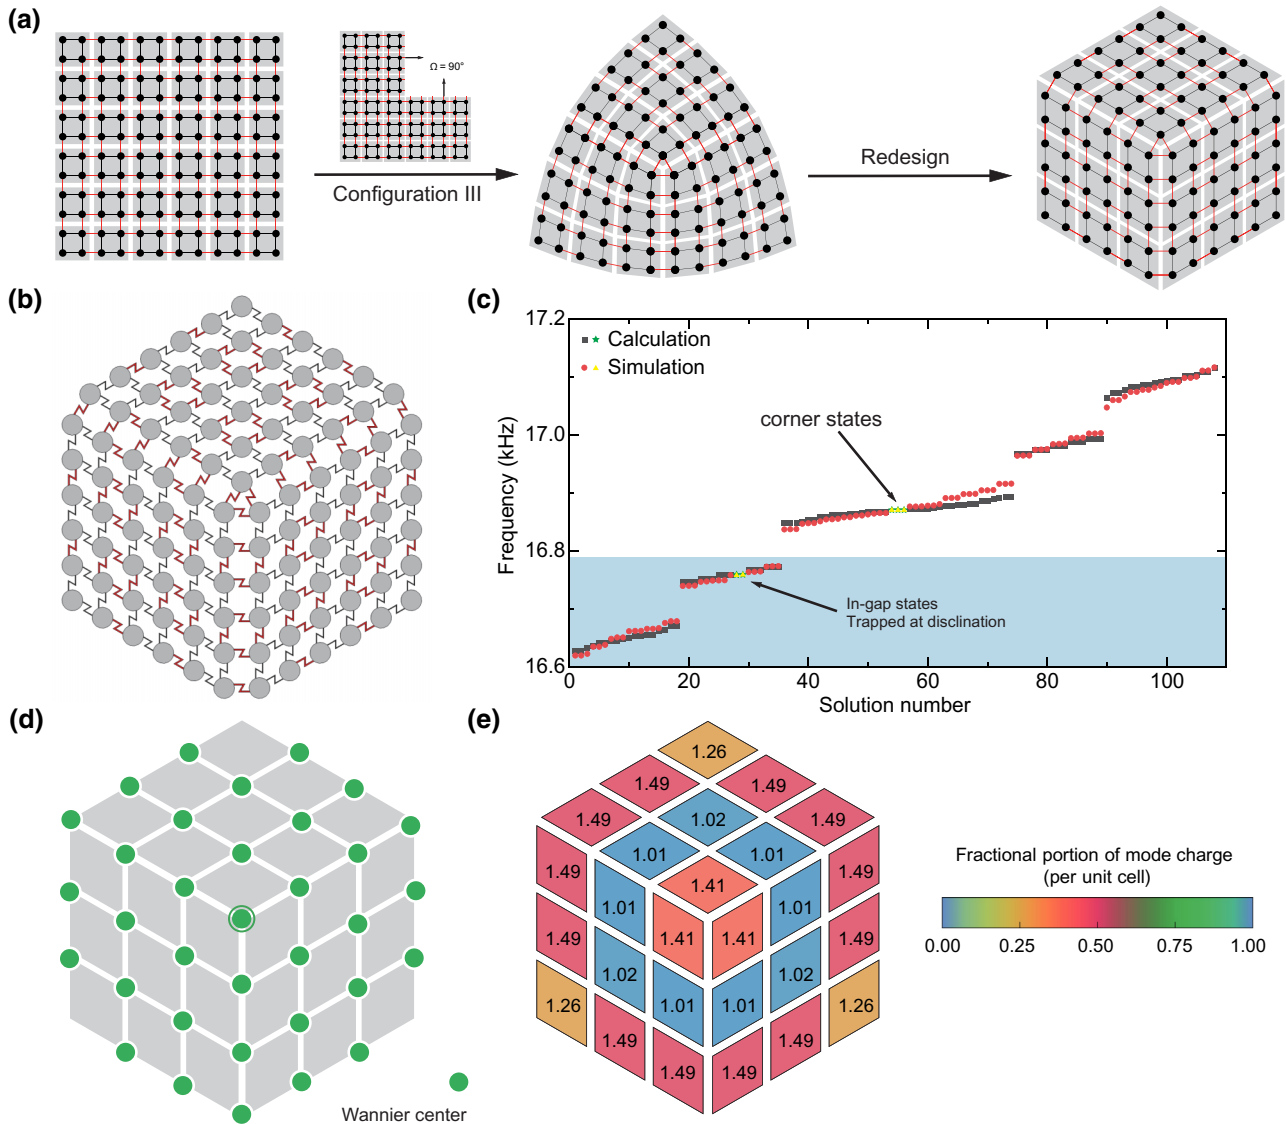 (a)
Ω = 90°
Configuration III
Redesign
(b)
(c)
17.2
17.0
16.8
16.6
Frequency (kHz)
Calculation
Simulation
corner states
In-gap states
Trapped at disclination
0
20
40
60
80
100
Solution number
(d)
Wannier center
(e)
1.26
1.49
1.49
1.49
1.02
1.49
1.49
1.01
1.01
1.49
1.41
1.49
1.01
1.41
1.41
1.01
1.49
1.49
1.02
1.01
1.01
1.02
1.49
1.26
1.49
1.49
1.49
1.49
1.26
Fractional portion of mode charge
(per unit cell)
0.00
0.25
0.50
0.75
1.00